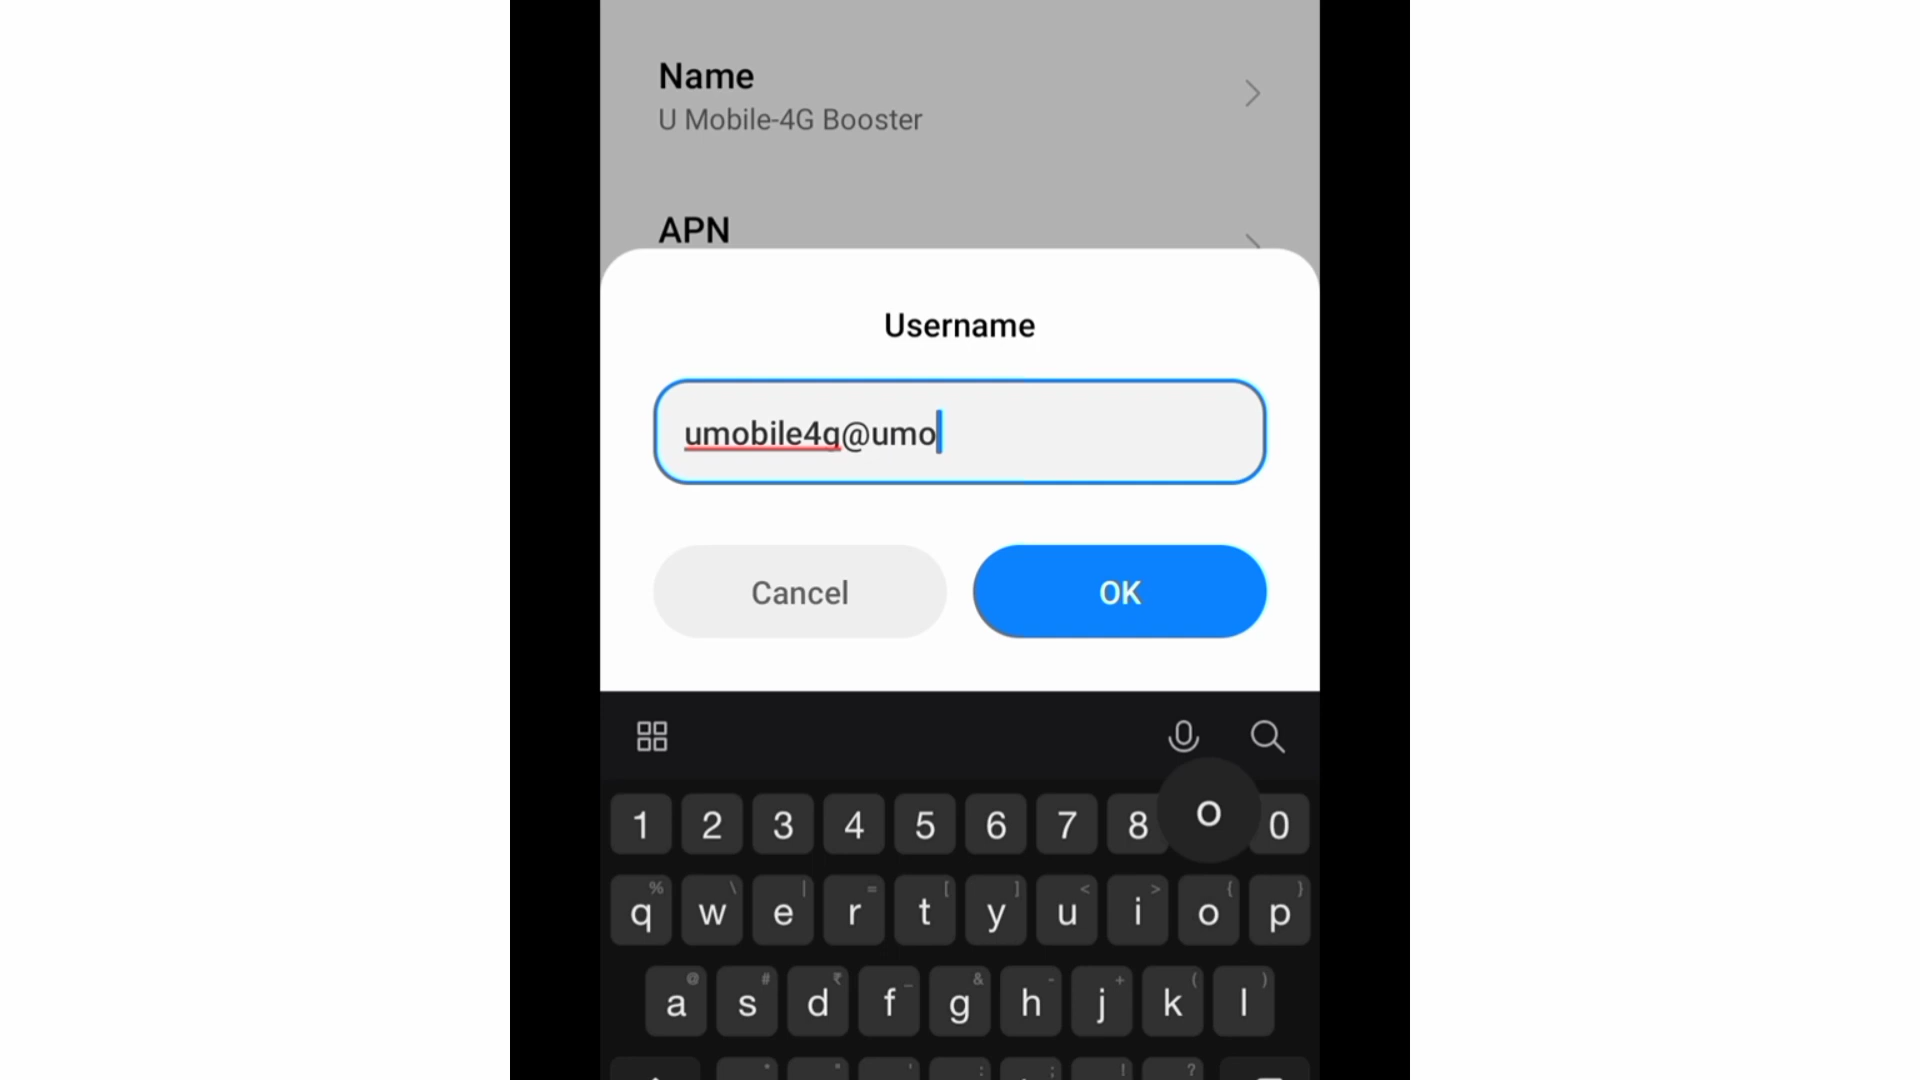 Name
U Mobile-4G Booster
APN
Username
umobile4g@umo
Cancel
OK
1 2 3 4 5 6 7 8 o 0
% \ | = [ ] < > { }
q w e r t y u i o p
@ # ₹ _ & - + ( )
a s d f g h j k l
* " ' : ; ! ?